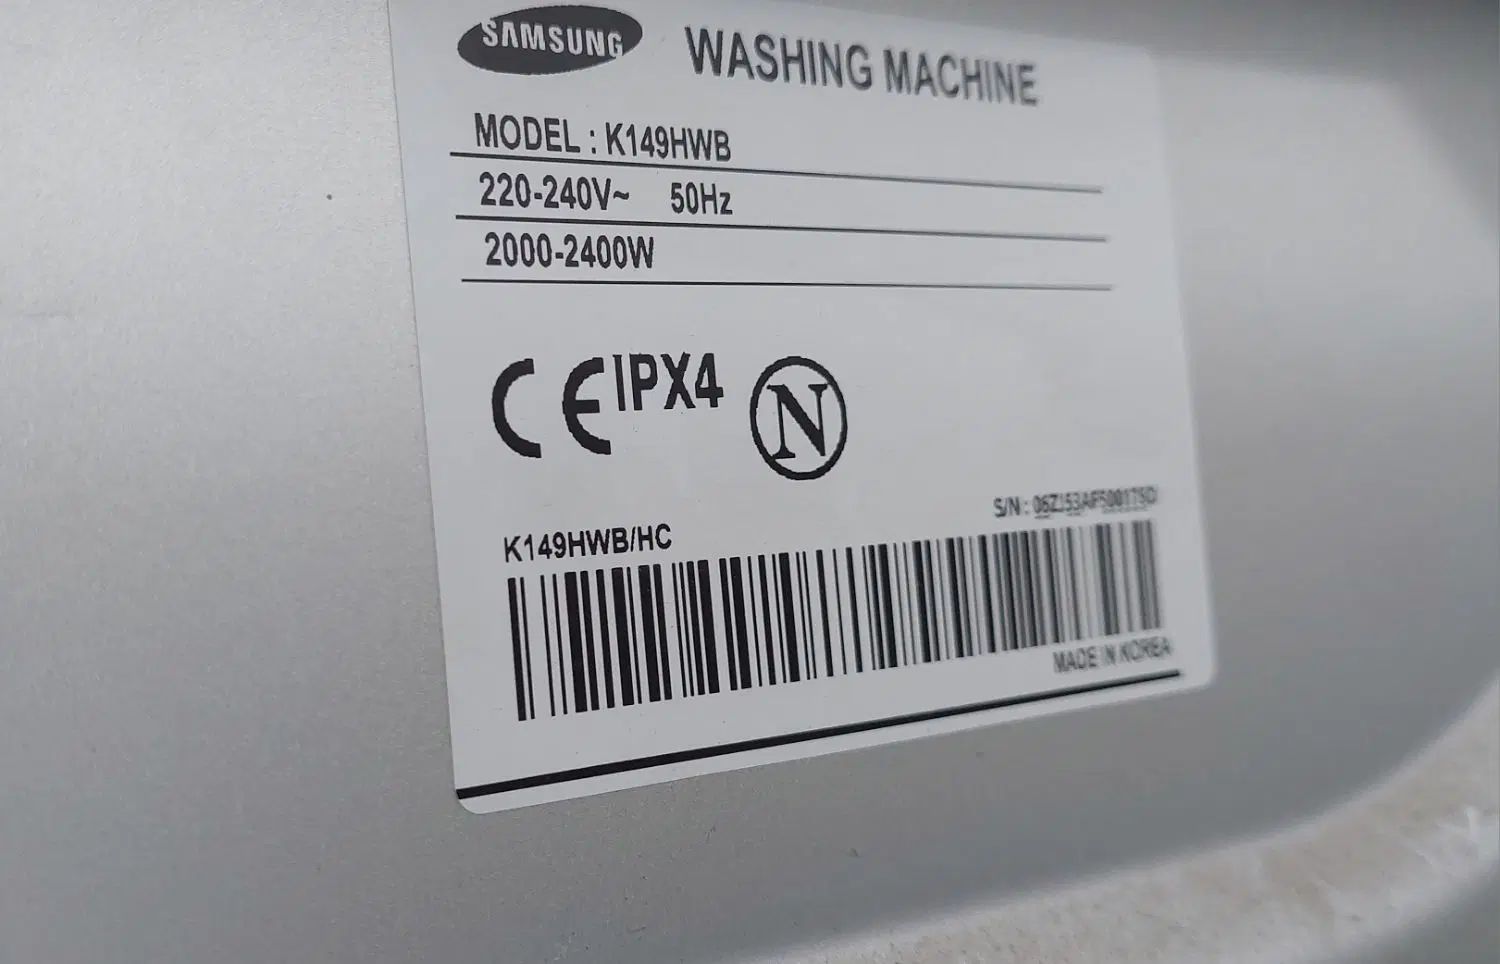 SAMSUNG WASHING MACHINE
MODEL : K149HWB
220-240V~ 50Hz
2000-2400W
CE IPX4 N
S/N :
K149HWB/HC
MADE IN KOREA